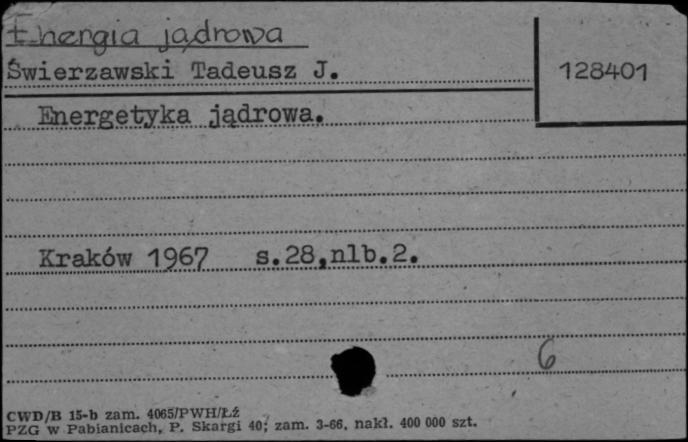 Energia jądrowa
Świerzawski Tadeusz J.
128401
Energetyka jądrowa.
Kraków 1967 s.28,nlb.2.
6
CWD/B 15-b zam. 4065/PWH/Łź
PZG w Pabianicach, P. Skargi 40; zam. 3-66, nakł. 400 000 szt.